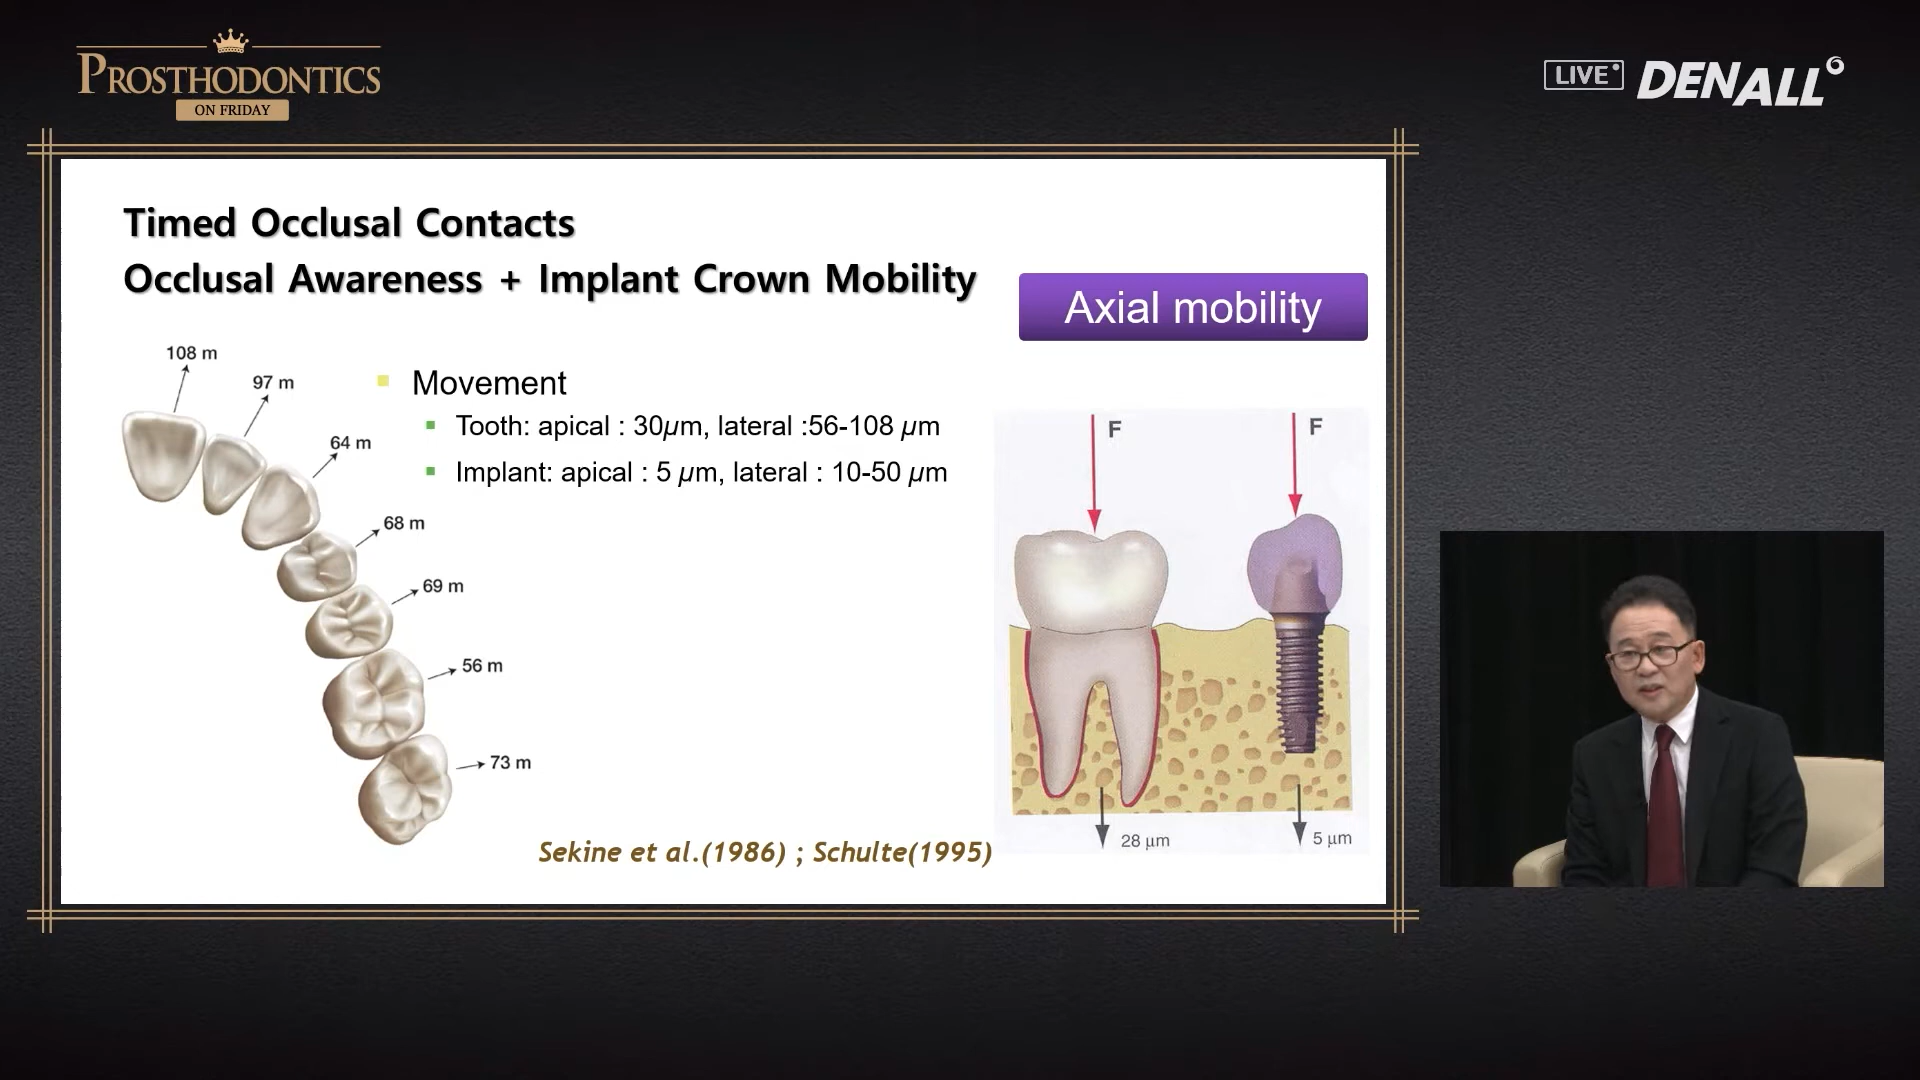 PROSTHODONTICS
ON FRIDAY
LIVE
DENALL
Timed Occlusal Contacts
Occlusal Awareness + Implant Crown Mobility
Axial mobility
108 m
97 m
64 m
68 m
69 m
56 m
73 m
Movement
Tooth: apical : 30µm, lateral :56-108 µm
Implant: apical : 5 µm, lateral : 10-50 µm
F
F
28 µm
5 µm
Sekine et al.(1986) ; Schulte(1995)